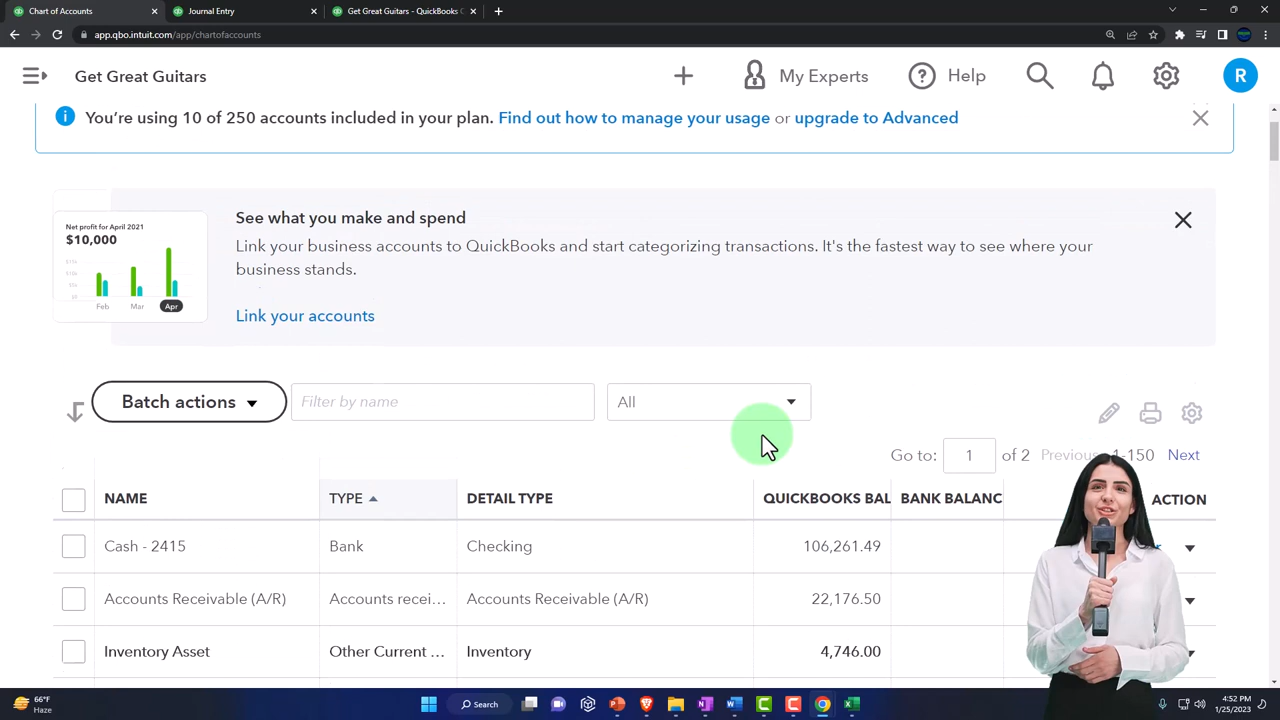 Chart of Accounts
Journal Entry
Get Great Guitars - QuickBooks C
app.qbo.intuit.com/app/chartofaccounts
Get Great Guitars
My Experts
Help
R
You're using 10 of 250 accounts included in your plan. Find out how to manage your usage or upgrade to Advanced
Net profit for April 2021
$10,000
Feb Mar Apr
See what you make and spend
Link your business accounts to QuickBooks and start categorizing transactions. It's the fastest way to see where your
business stands.
Link your accounts
Batch actions
Filter by name
All
Go to: 1 of 2 Previous 1-150 Next
NAME TYPE DETAIL TYPE QUICKBOOKS BAL BANK BALANC ACTION
Cash - 2415 Bank Checking 106,261.49
Accounts Receivable (A/R) Accounts recei... Accounts Receivable (A/R) 22,176.50
Inventory Asset Other Current ... Inventory 4,746.00
66°F
Haze
Search
4:52 PM
1/25/2023